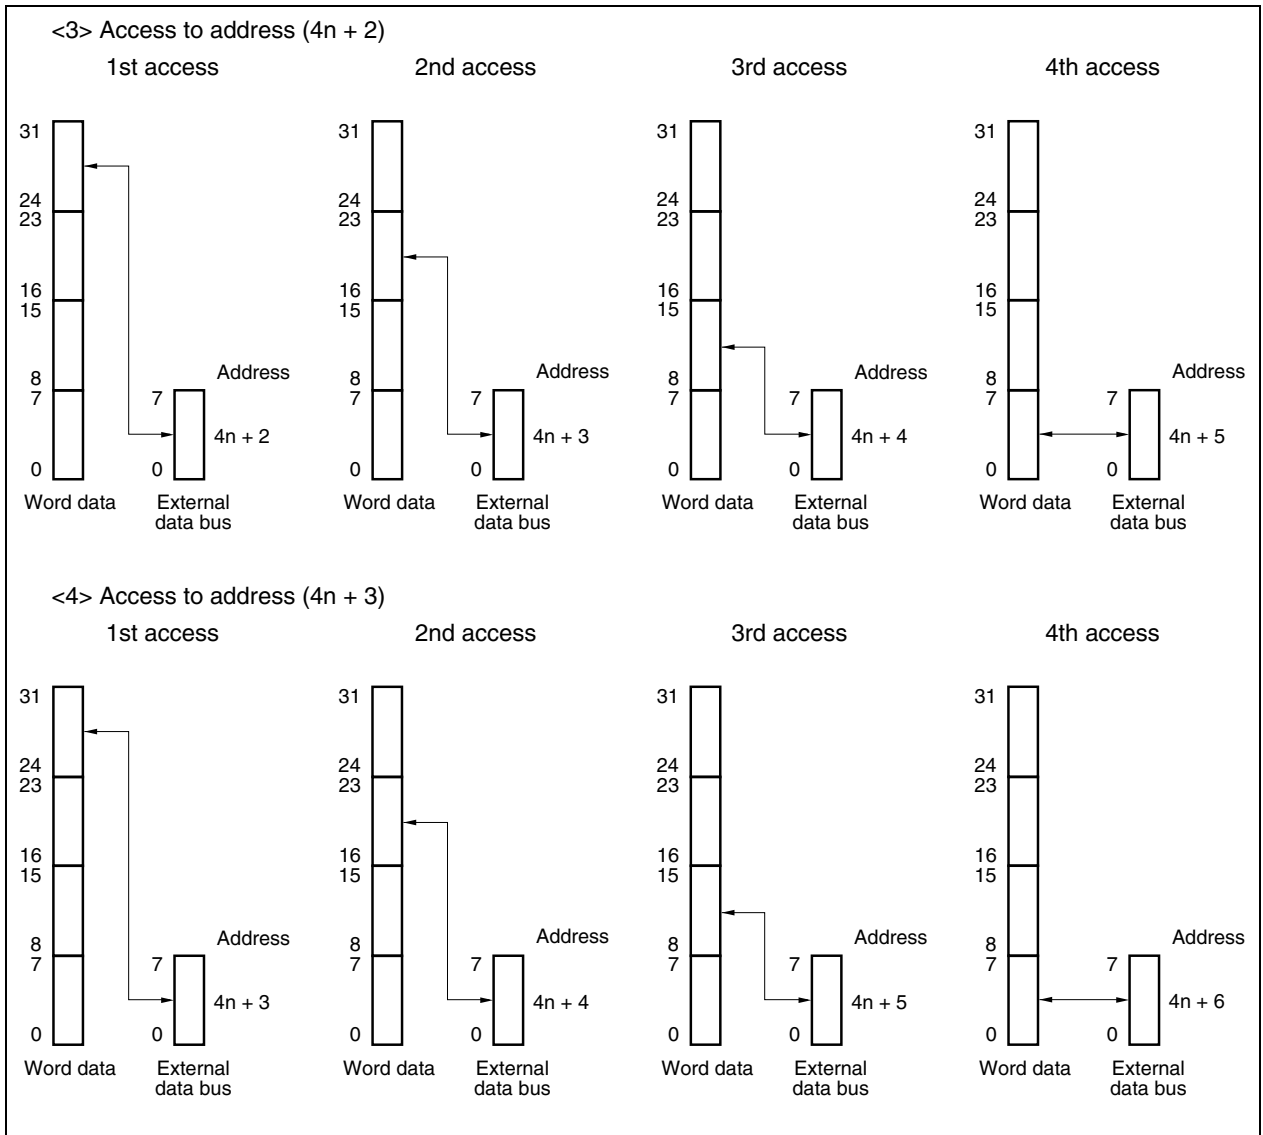 <3> Access to address (4n + 2)
1st access
2nd access
3rd access
4th access
31
24
23
16
15
8
7
0
Word data
Address
7
4n + 2
0
External
data bus
31
24
23
16
15
8
7
0
Word data
Address
7
4n + 3
0
External
data bus
31
24
23
16
15
8
7
0
Word data
Address
7
4n + 4
0
External
data bus
31
24
23
16
15
8
7
0
Word data
Address
7
4n + 5
0
External
data bus
<4> Access to address (4n + 3)
1st access
2nd access
3rd access
4th access
31
24
23
16
15
8
7
0
Word data
Address
7
4n + 3
0
External
data bus
31
24
23
16
15
8
7
0
Word data
Address
7
4n + 4
0
External
data bus
31
24
23
16
15
8
7
0
Word data
Address
7
4n + 5
0
External
data bus
31
24
23
16
15
8
7
0
Word data
Address
7
4n + 6
0
External
data bus